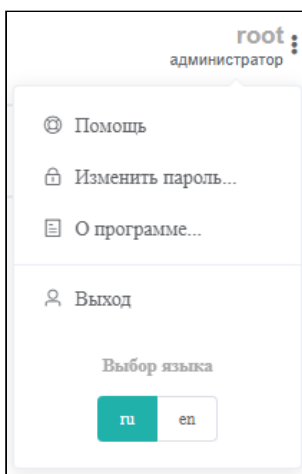 root
администратор
Помощь
Изменить пароль...
О программе...
Выход
Выбор языка
ru en